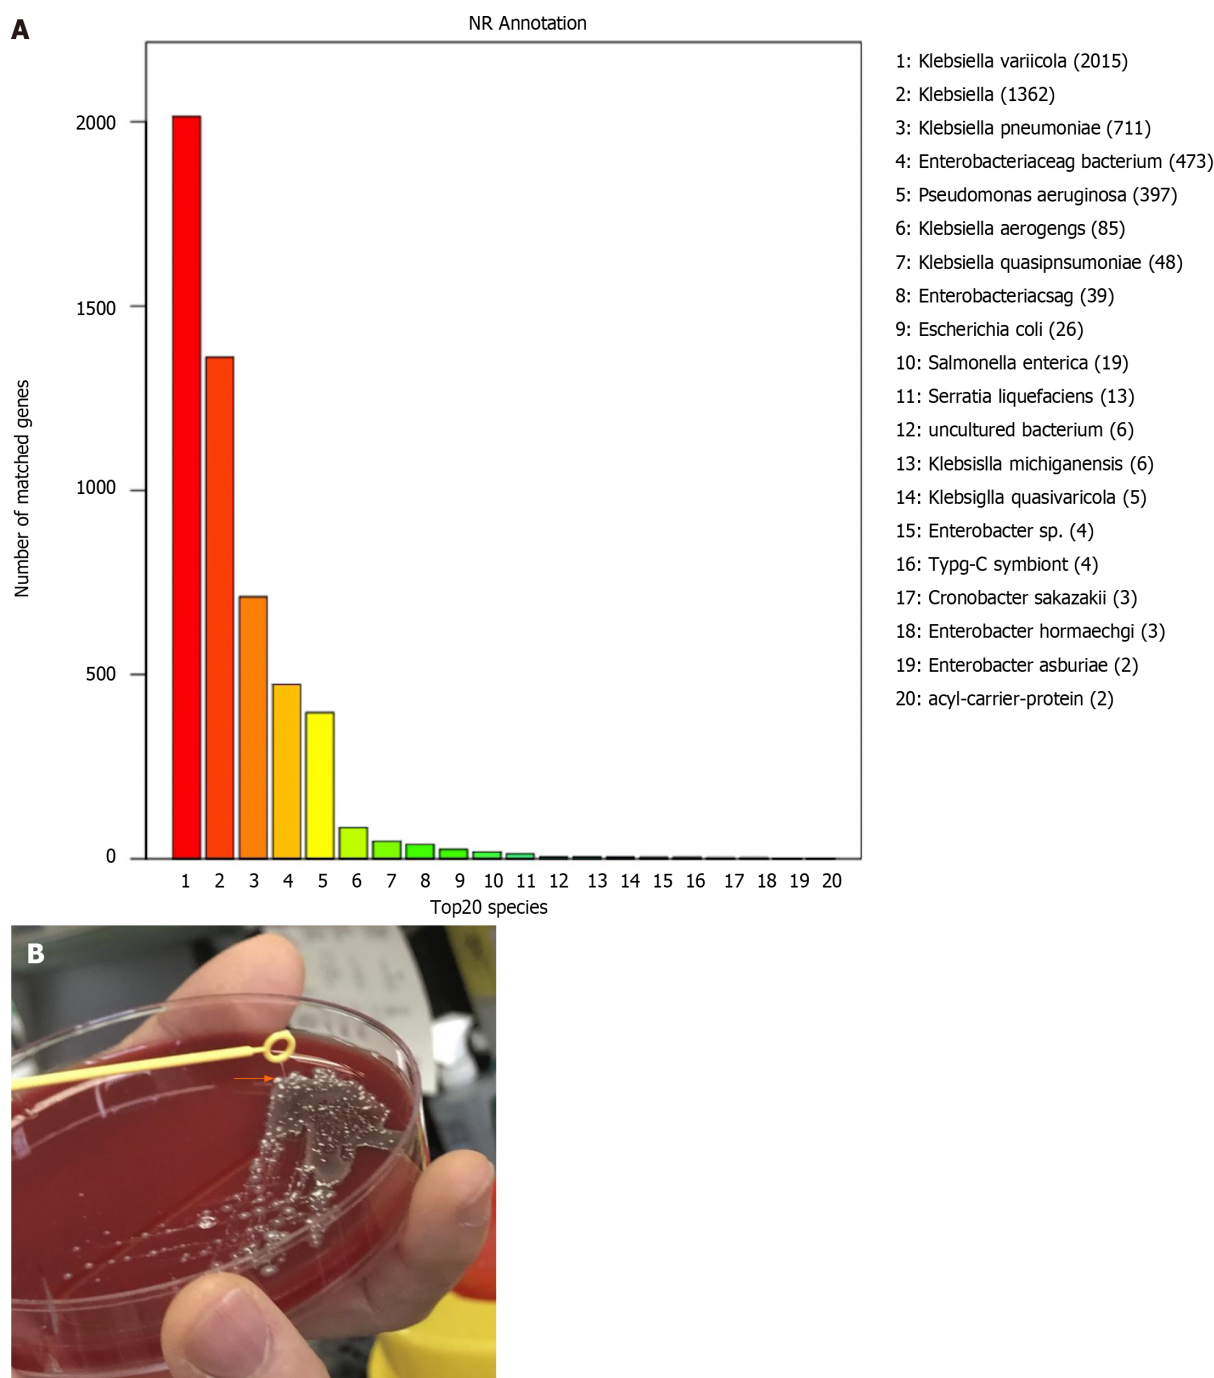 A
NR Annotation
2000
1500
1000
500
0
Number of matched genes
1 2 3 4 5 6 7 8 9 10 11 12 13 14 15 16 17 18 19 20
Top20 species
1: Klebsiella variicola (2015)
2: Klebsiella (1362)
3: Klebsiella pneumoniae (711)
4: Enterobacteriaceag bacterium (473)
5: Pseudomonas aeruginosa (397)
6: Klebsiella aerogengs (85)
7: Klebsiella quasipnsumoniae (48)
8: Enterobacteriacsag (39)
9: Escherichia coli (26)
10: Salmonella enterica (19)
11: Serratia liquefaciens (13)
12: uncultured bacterium (6)
13: Klebsislla michiganensis (6)
14: Klebsiglla quasivaricola (5)
15: Enterobacter sp. (4)
16: Typg-C symbiont (4)
17: Cronobacter sakazakii (3)
18: Enterobacter hormaechgi (3)
19: Enterobacter asburiae (2)
20: acyl-carrier-protein (2)
B